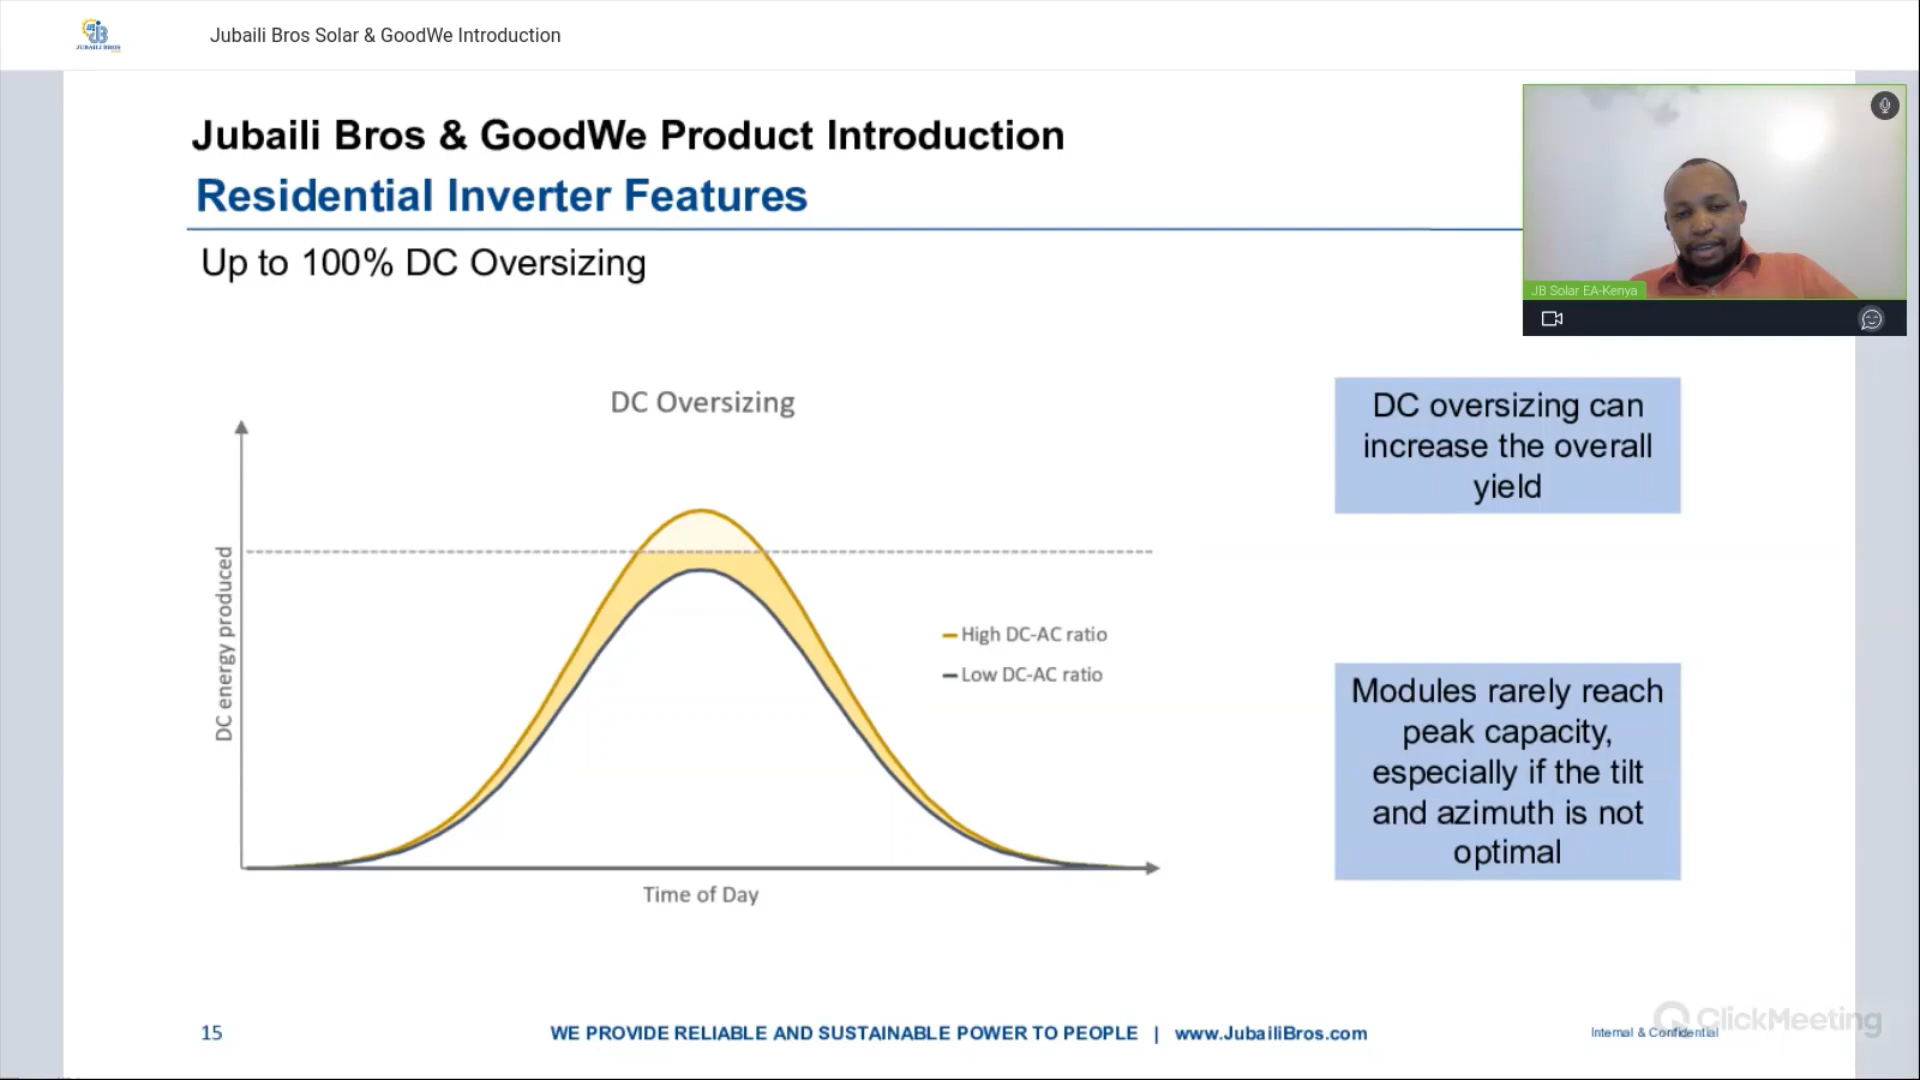 JUBAILI BROS
Jubaili Bros Solar & GoodWe Introduction
Jubaili Bros & GoodWe Product Introduction
Residential Inverter Features
Up to 100% DC Oversizing
JB Solar EA-Kenya
DC Oversizing
DC energy produced
High DC-AC ratio
Low DC-AC ratio
Time of Day
DC oversizing can
increase the overall
yield
Modules rarely reach
peak capacity,
especially if the tilt
and azimuth is not
optimal
15
WE PROVIDE RELIABLE AND SUSTAINABLE POWER TO PEOPLE | www.JubailiBros.com
Internal & Confidential
ClickMeeting